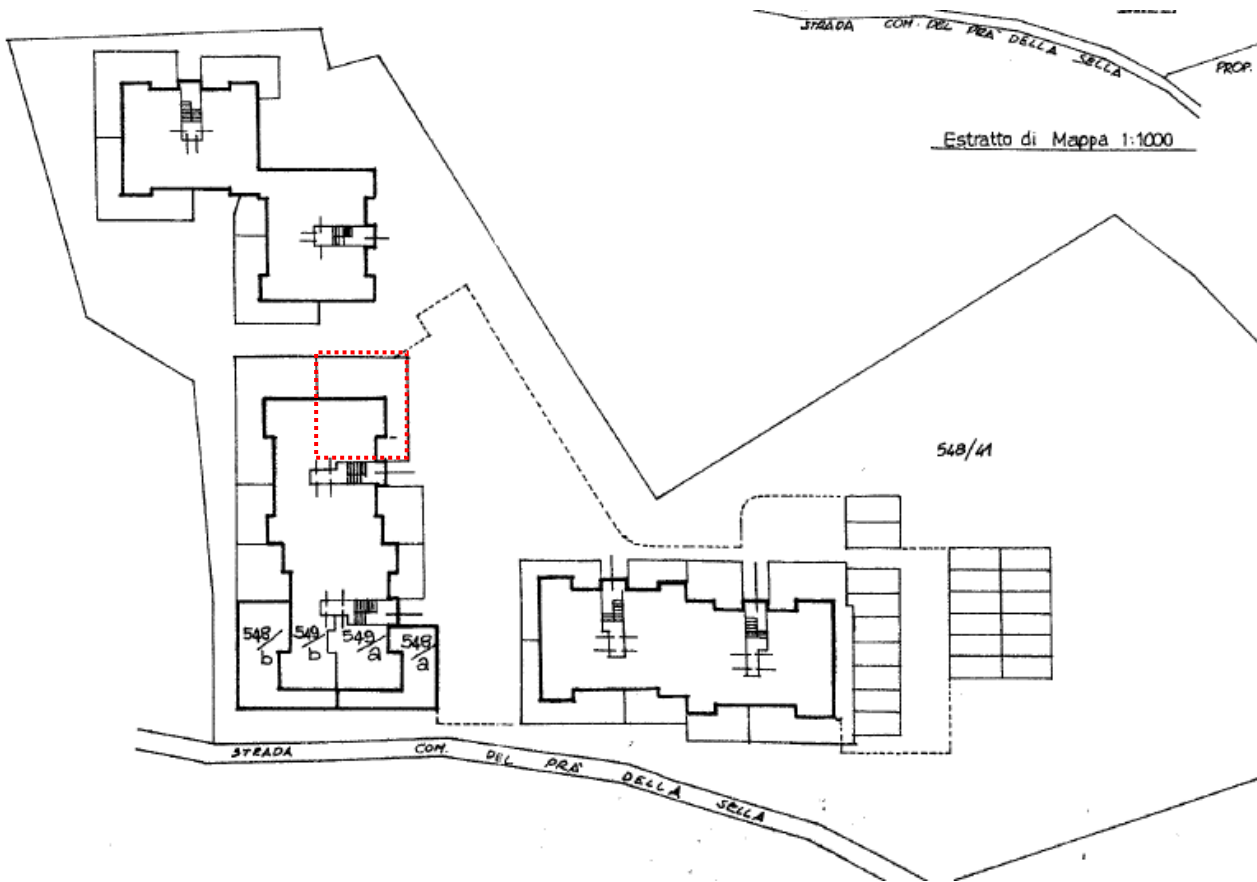 STRADA COM. DEL PRA' DELLA SELLA
PROP.
Estratto di Mappa 1:1000
548/41
548/b 549/b 549/a 548/a
STRADA COM. DEL PRA' DELLA SELLA